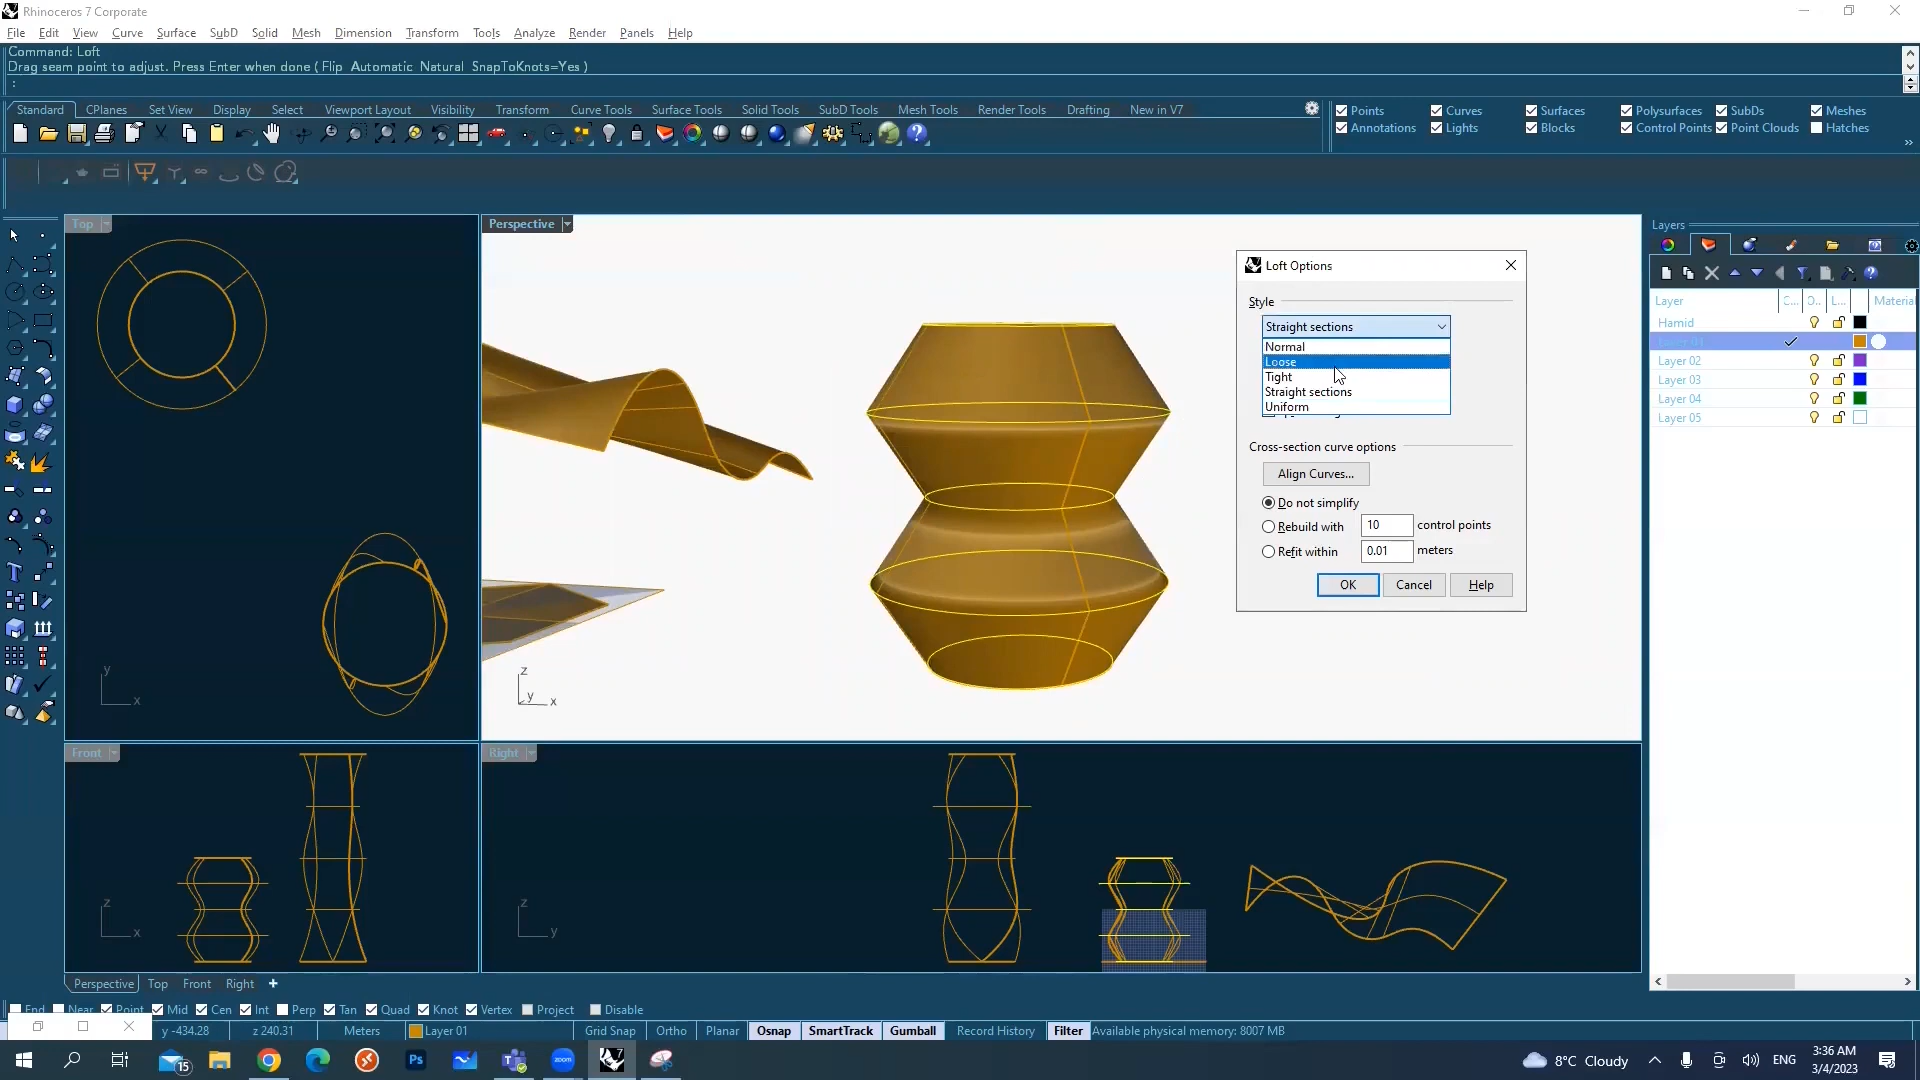 Rhinoceros 7 Corporate
File Edit View Curve Surface SubD Solid Mesh Dimension Transform Tools Analyze Render Panels Help
Command: Loft
Drag seam point to adjust. Press Enter when done ( Flip Automatic Natural SnapToKnots=Yes )
:
Standard CPlanes Set View Display Select Viewport Layout Visibility Transform Curve Tools Surface Tools Solid Tools SubD Tools Mesh Tools Render Tools Drafting New in V7
Points Curves Surfaces Polysurfaces SubDs Meshes
Annotations Lights Blocks Control Points Point Clouds Hatches
»
Top
Perspective
Layers
Loft Options
Style
Straight sections
Normal
Loose
Tight
Straight sections
Uniform
Cross-section curve options
Align Curves...
Do not simplify
Rebuild with 10 control points
Refit within 0.01 meters
OK Cancel Help
Layer C... O.. L... Material
Hamid
Layer 01
Layer 02
Layer 03
Layer 04
Layer 05
y
x
z
y x
Front
Right
z
x
z
y
Perspective Top Front Right
End Near Point Mid Cen Int Perp Tan Quad Knot Vertex Project Disable
y -434.28 z 240.31 Meters Layer 01 Grid Snap Ortho Planar Osnap SmartTrack Gumball Record History Filter Available physical memory: 8007 MB
15
Ps
zoom
7
8°C Cloudy
ENG
3:36 AM
3/4/2023